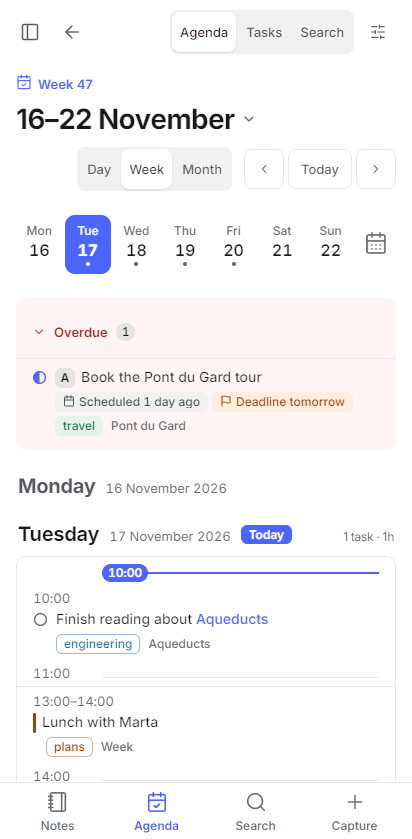 Agenda Tasks Search
Week 47
16–22 November
Day Week Month Today
Mon Tue Wed Thu Fri Sat Sun
16 17 18 19 20 21 22
Overdue 1
A Book the Pont du Gard tour
Scheduled 1 day ago Deadline tomorrow
travel Pont du Gard
Monday 16 November 2026
Tuesday 17 November 2026 Today 1 task · 1h
10:00
10:00
Finish reading about Aqueducts
engineering Aqueducts
11:00
13:00–14:00
Lunch with Marta
plans Week
14:00
Notes Agenda Search Capture